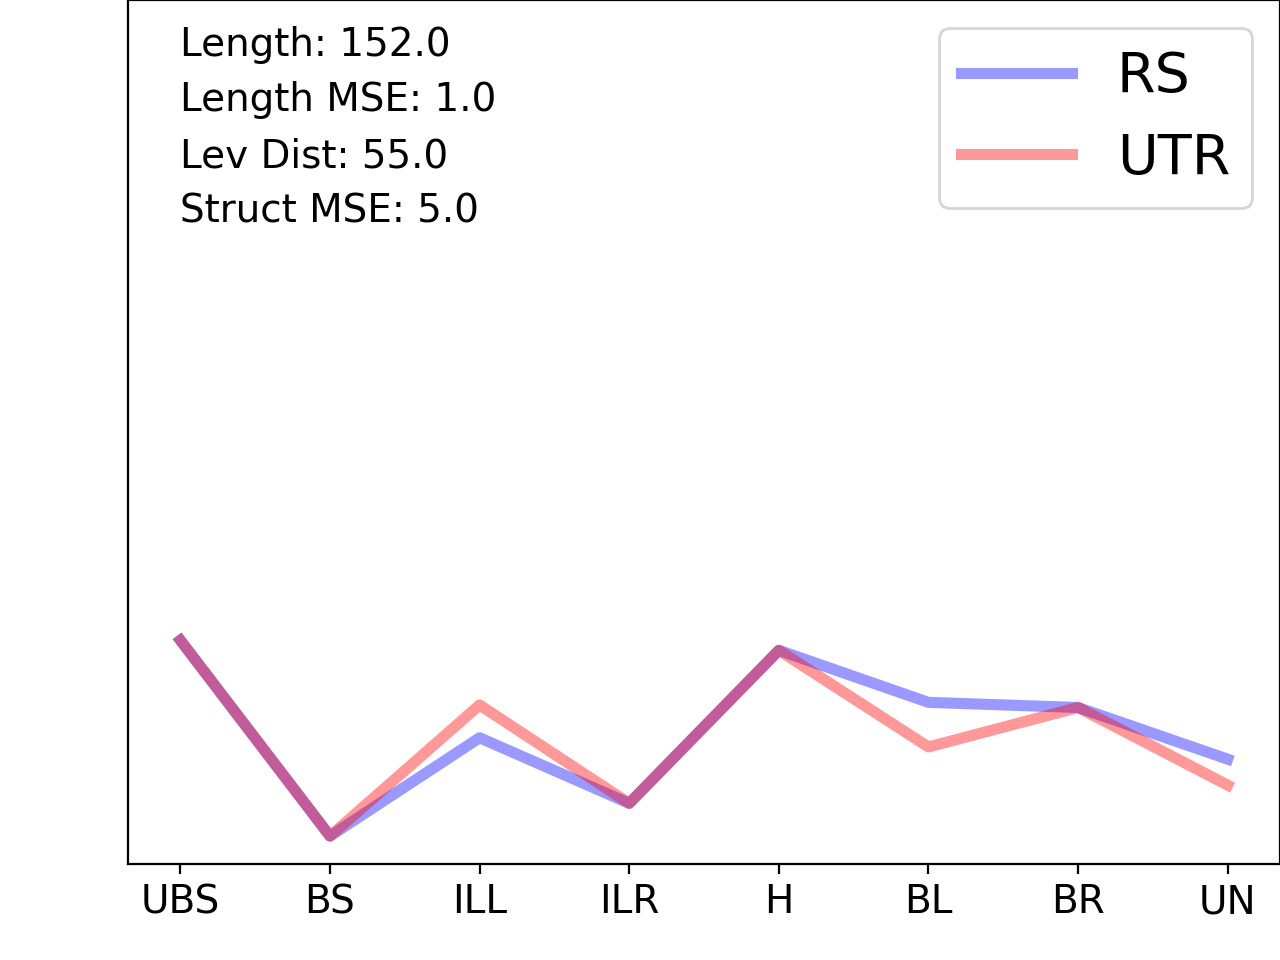 Length: 152.0
Length MSE: 1.0
Lev Dist: 55.0
Struct MSE: 5.0
RS
UTR
UBS BS ILL ILR H BL BR UN